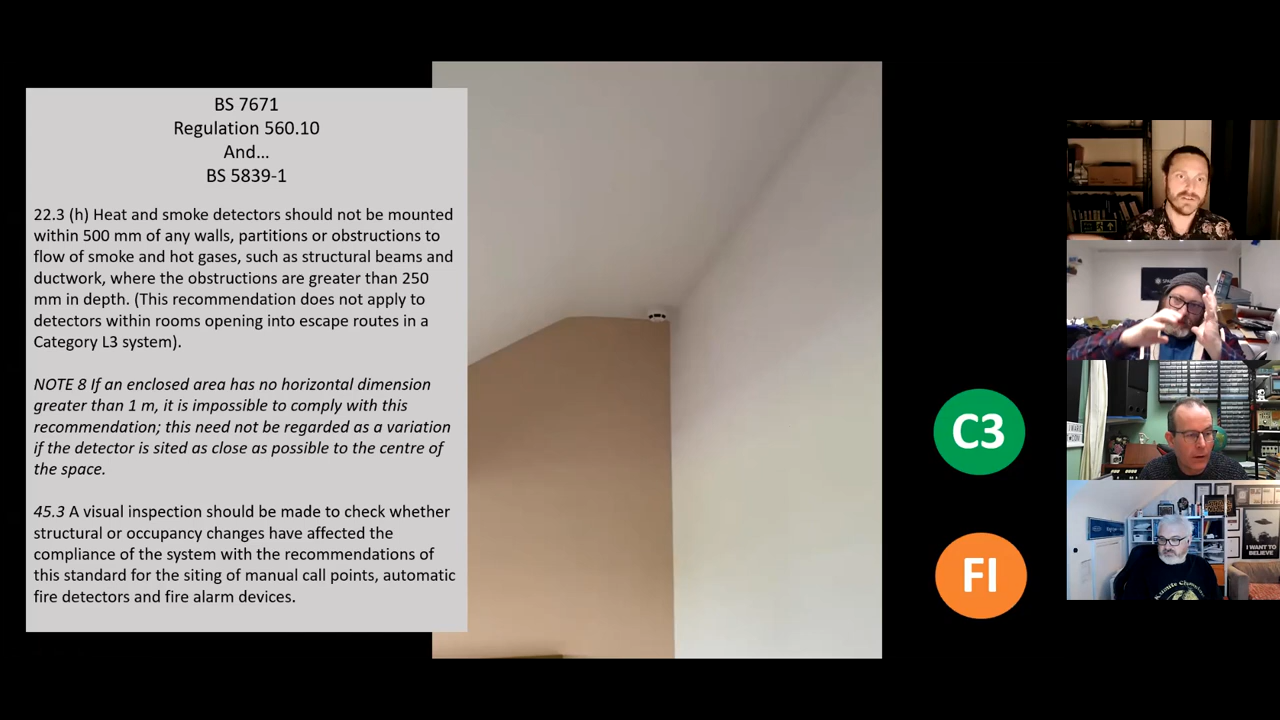 BS 7671
Regulation 560.10
And...
BS 5839-1
22.3 (h) Heat and smoke detectors should not be mounted
within 500 mm of any walls, partitions or obstructions to
flow of smoke and hot gases, such as structural beams and
ductwork, where the obstructions are greater than 250
mm in depth. (This recommendation does not apply to
detectors within rooms opening into escape routes in a
Category L3 system).
NOTE 8 If an enclosed area has no horizontal dimension
greater than 1 m, it is impossible to comply with this
recommendation; this need not be regarded as a variation
if the detector is sited as close as possible to the centre of
the space.
45.3 A visual inspection should be made to check whether
structural or occupancy changes have affected the
compliance of the system with the recommendations of
this standard for the siting of manual call points, automatic
fire detectors and fire alarm devices.
C3
FI
I WANT TO
BELIEVE